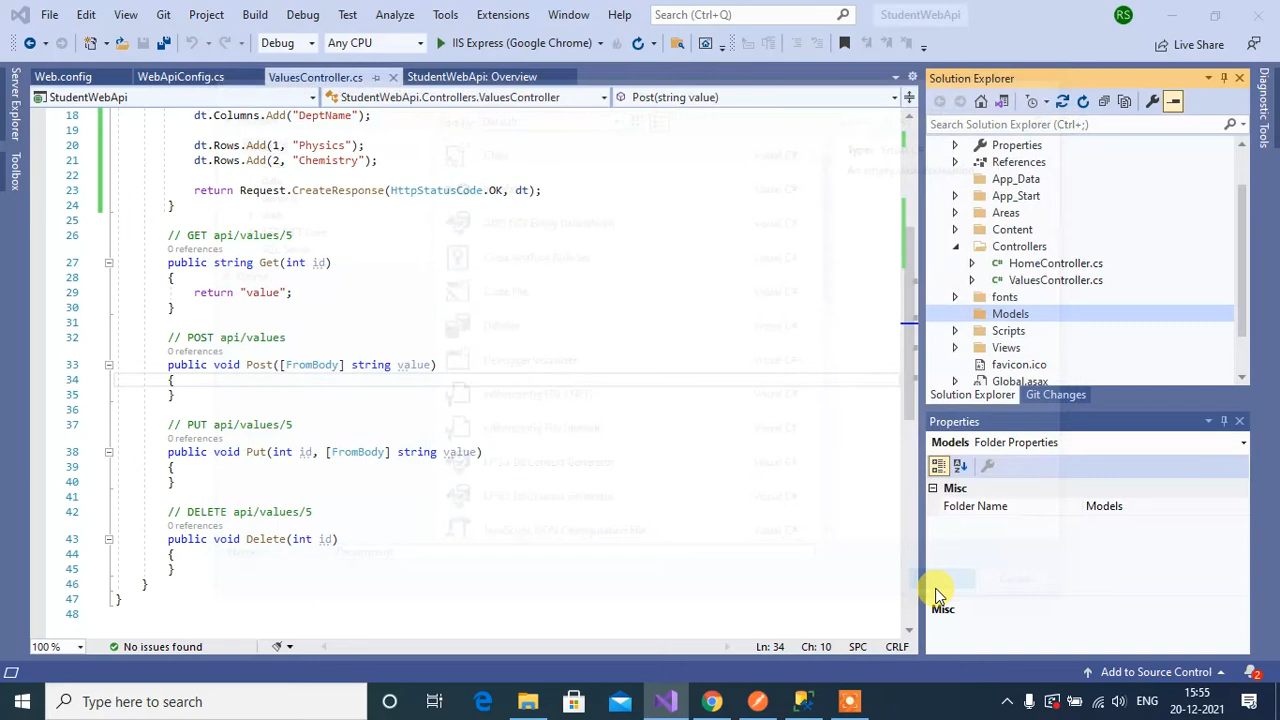 File Edit View Git Project Build Debug Test Analyze Tools Extensions Window Help Search (Ctrl+Q) StudentWebApI RS
Debug Any CPU IIS Express (Google Chrome) Live Share
Server Explorer
Toolbox
Web.config WebApiConfig.cs ValuesController.cs StudentWebApi: Overview
StudentWebApi StudentWebApi.Controllers.ValuesController Post(string value)
18 dt.Columns.Add("DeptName");
19
20 dt.Rows.Add(1, "Physics");
21 dt.Rows.Add(2, "Chemistry");
22
23 return Request.CreateResponse(HttpStatusCode.OK, dt);
24 }
25
26 // GET api/values/5
0 references
27 public string Get(int id)
28 {
29 return "value";
30 }
31
32 // POST api/values
0 references
33 public void Post([FromBody] string value)
34 {
35 }
36
37 // PUT api/values/5
0 references
38 public void Put(int id, [FromBody] string value)
39 {
40 }
41
42 // DELETE api/values/5
0 references
43 public void Delete(int id)
44 {
45 }
46 }
47 }
48
100 % No issues found Ln: 34 Ch: 10 SPC CRLF
Solution Explorer
Search Solution Explorer (Ctrl+;)
Properties
References
App_Data
App_Start
Areas
Content
Controllers
C# HomeController.cs
C# ValuesController.cs
fonts
Models
Scripts
Views
favicon.ico
Global.asax
Solution Explorer Git Changes
Properties
Models Folder Properties
Misc
Folder Name Models
Misc
Diagnostic Tools
Add to Source Control 2
Type here to search ENG 15:55
20-12-2021